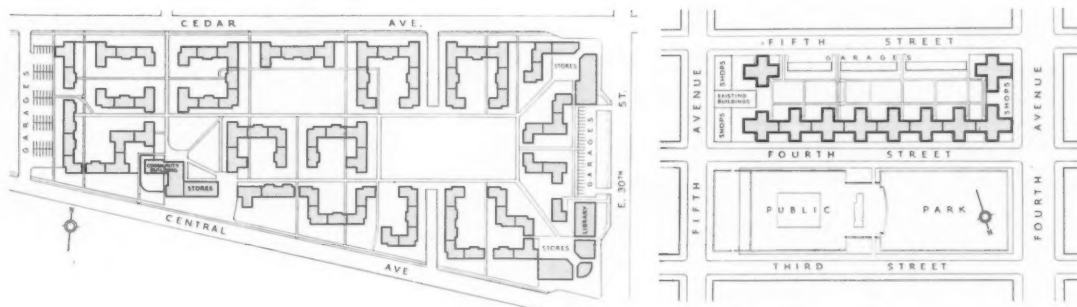 CEDAR AVE.
GARAGES
STORES
E. 30TH ST.
GARAGES
COMMUNITY BUILDING
STORES
LIBRARY
STORES
CENTRAL AVE
FIFTH STREET
GARAGES
SHOPS
EXISTING
BUILDINGS
SHOPS
SHOPS
FIFTH AVENUE
FOURTH AVENUE
FOURTH STREET
PUBLIC PARK
THIRD STREET